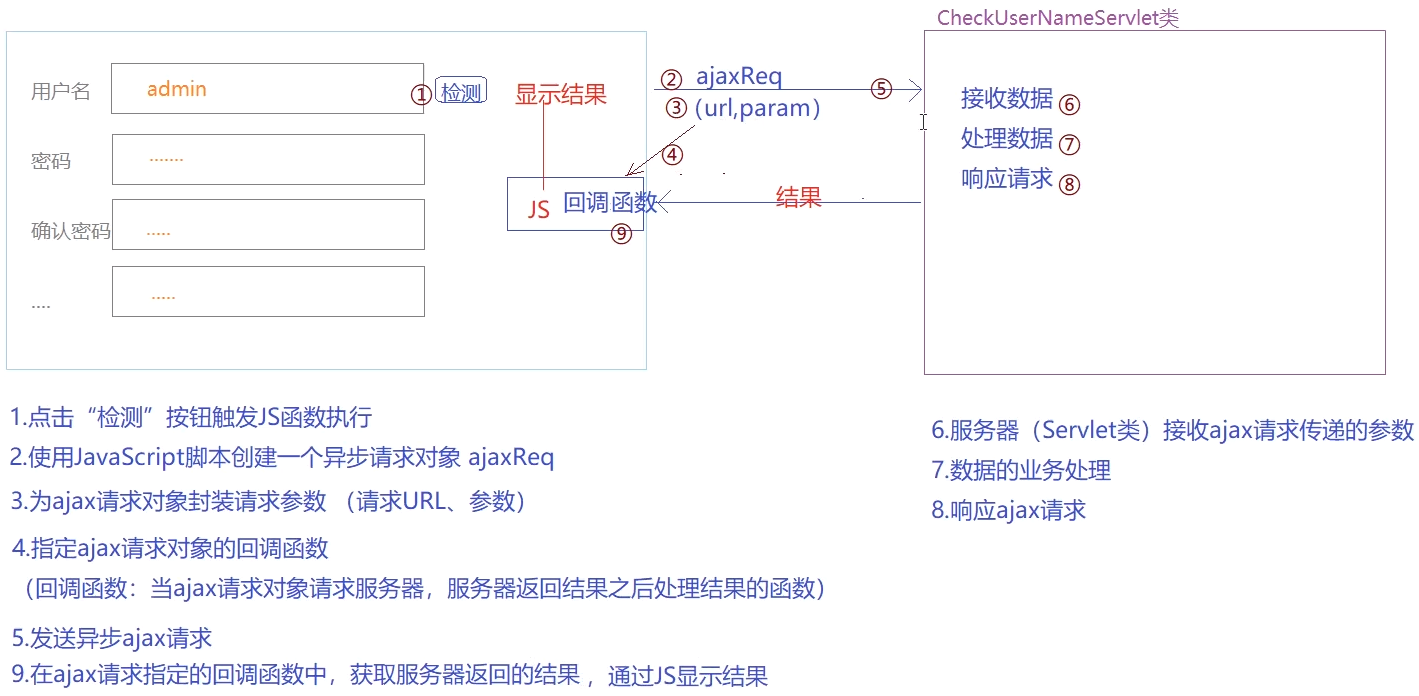 CheckUserNameServlet类
用户名 admin ① 检测 显示结果
密码 .......
确认密码 .....
.... .....
② ajaxReq ⑤
③ (url,param)
④
JS 回调函数
⑨
结果
接收数据 ⑥
处理数据 ⑦
响应请求 ⑧
1.点击“检测”按钮触发JS函数执行
2.使用JavaScript脚本创建一个异步请求对象 ajaxReq
3.为ajax请求对象封装请求参数 （请求URL、参数）
4.指定ajax请求对象的回调函数
（回调函数：当ajax请求对象请求服务器，服务器返回结果之后处理结果的函数）
5.发送异步ajax请求
9.在ajax请求指定的回调函数中，获取服务器返回的结果 ，通过JS显示结果
6.服务器（Servlet类）接收ajax请求传递的参数
7.数据的业务处理
8.响应ajax请求